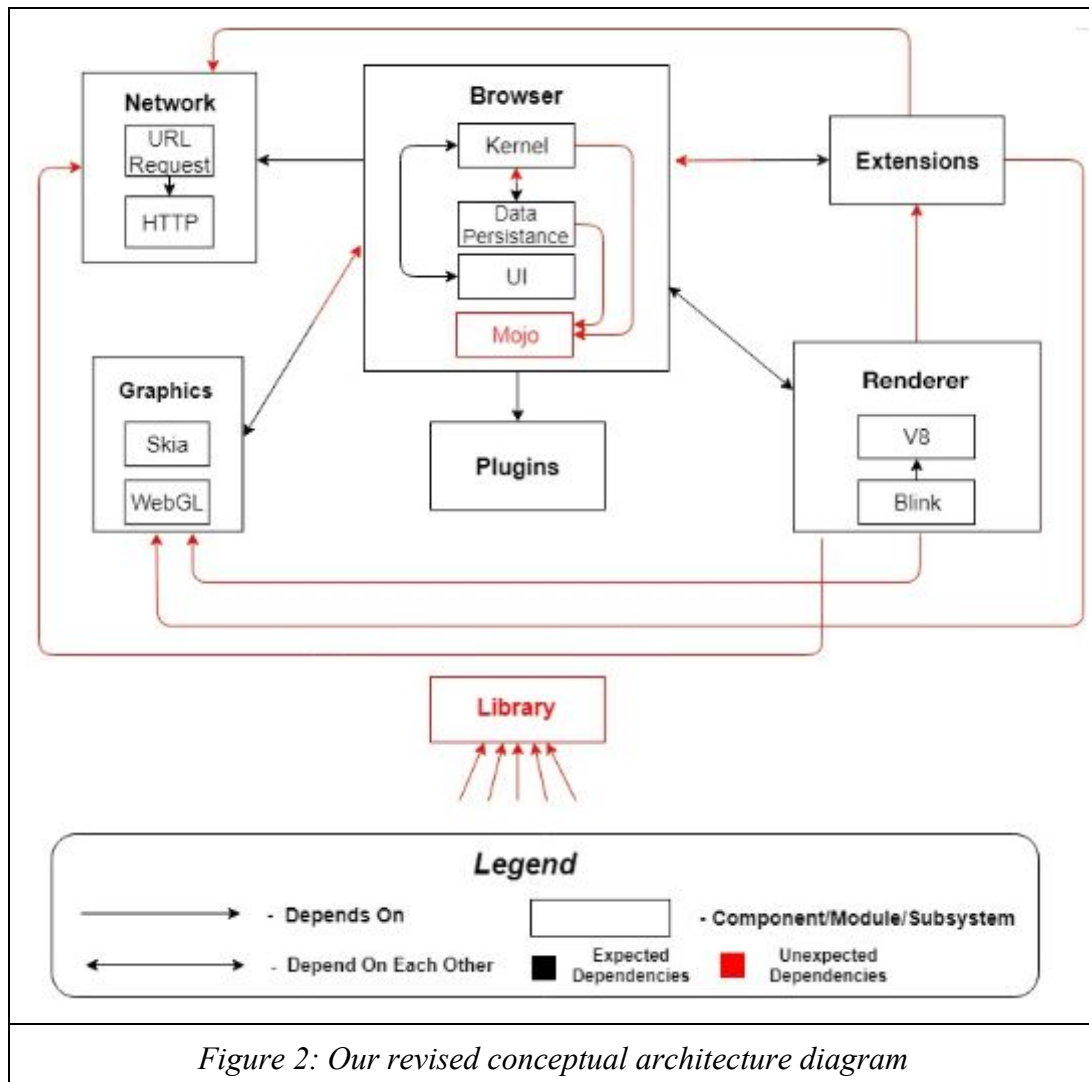 Network
URL
Request
HTTP
Browser
Kernel
Data
Persistance
UI
Mojo
Extensions
Graphics
Skia
WebGL
Plugins
Renderer
V8
Blink
Library
Legend
- Depends On
- Component/Module/Subsystem
- Depend On Each Other
Expected
Dependencies
Unexpected
Dependencies
Figure 2: Our revised conceptual architecture diagram